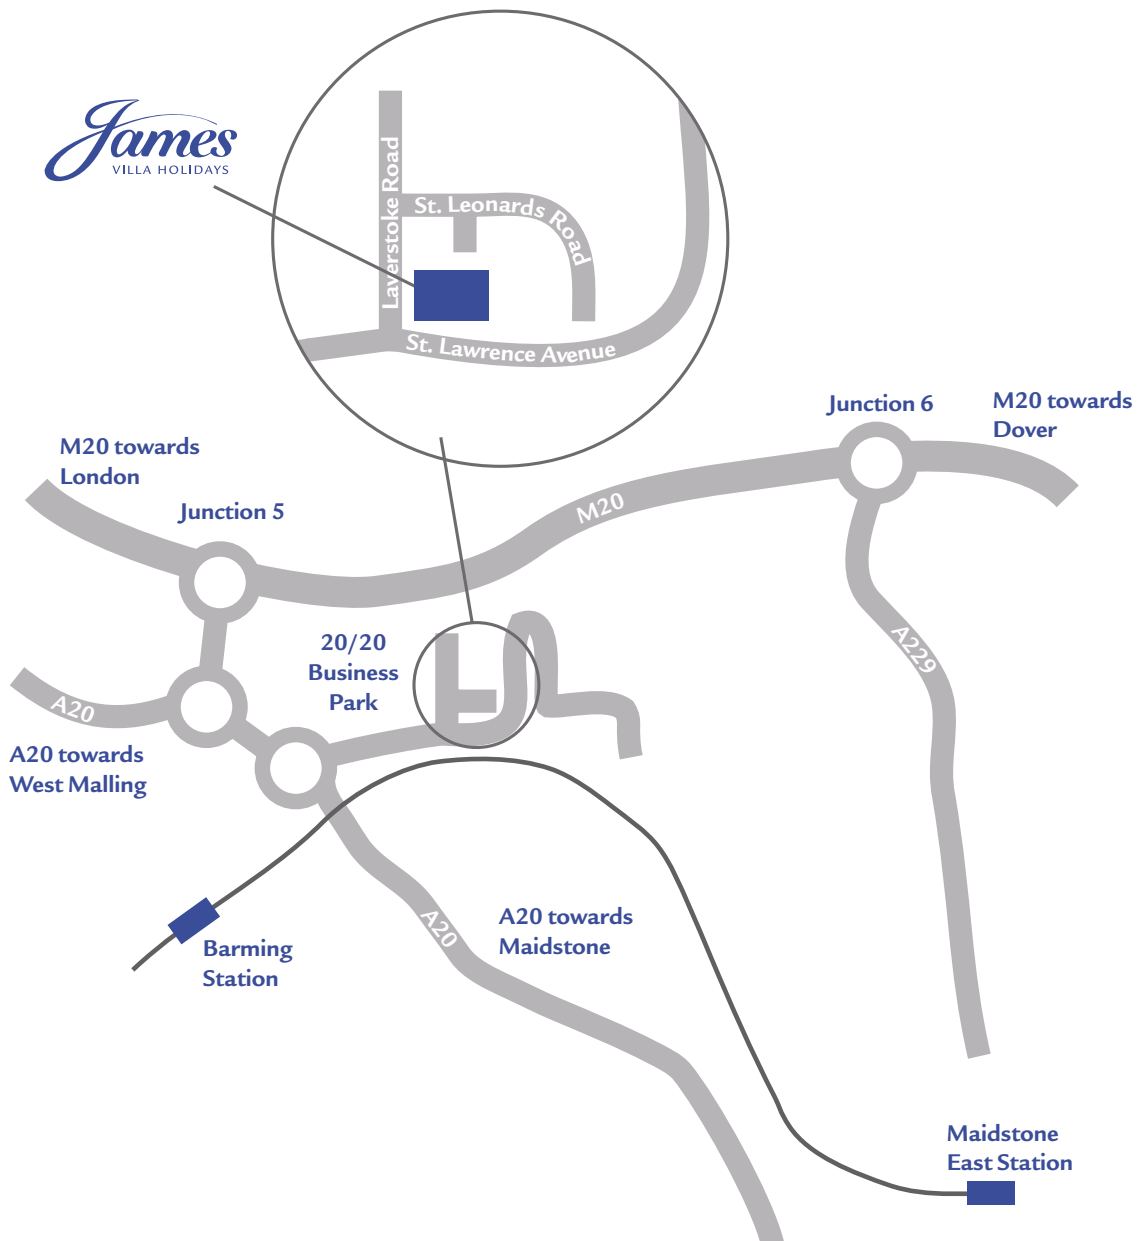 James
VILLA HOLIDAYS
Laverstoke Road
St. Leonards Road
St. Lawrence Avenue
Junction 6
M20 towards
Dover
M20 towards
London
Junction 5
M20
20/20
Business
Park
A229
A20
A20 towards
West Malling
A20
A20 towards
Maidstone
Barming
Station
Maidstone
East Station